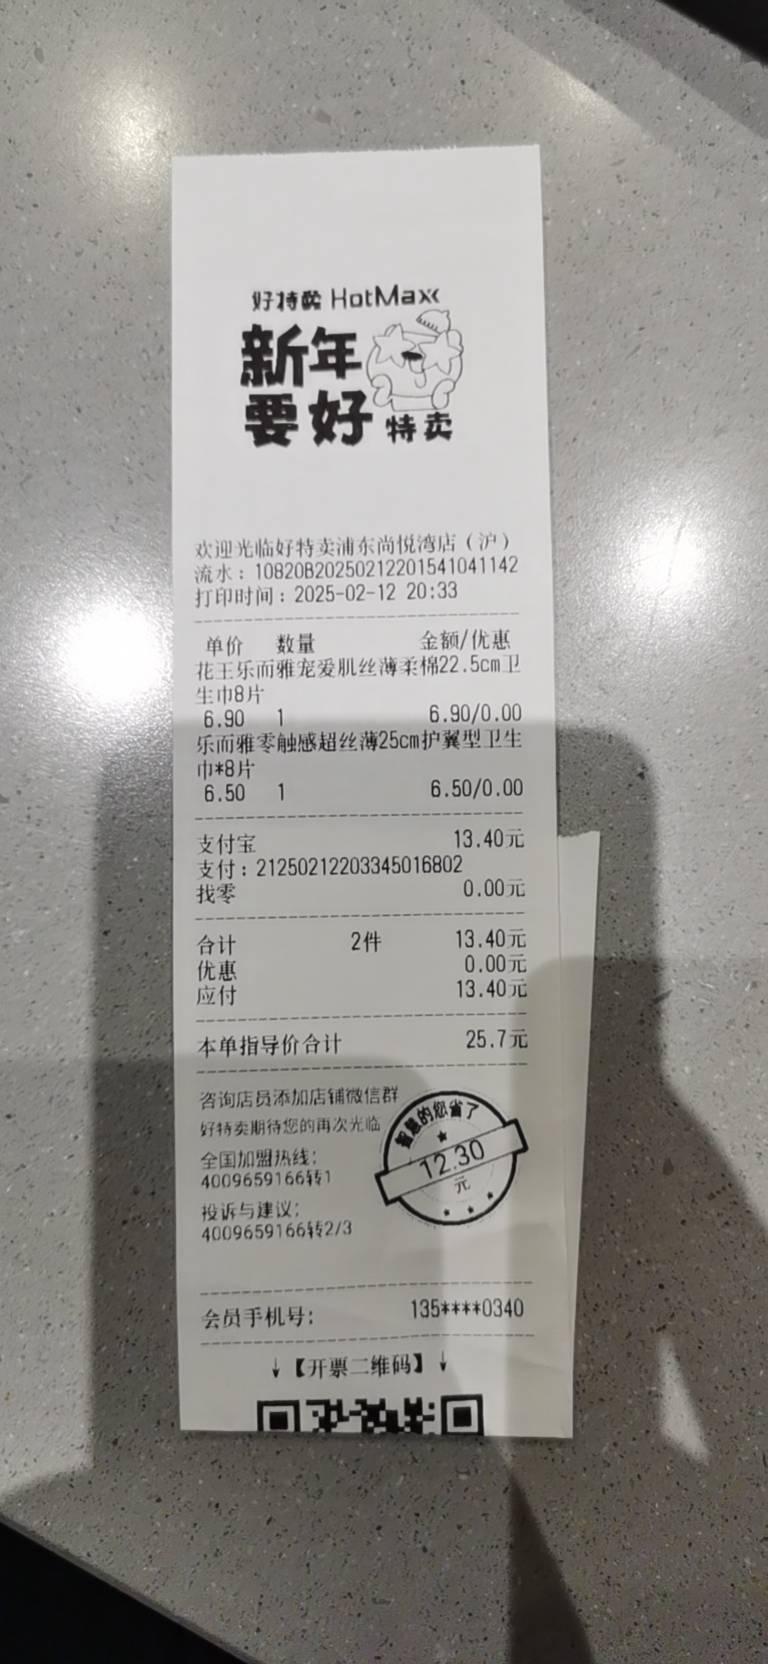 好特卖 HotMaxx
新年
要好特卖
欢迎光临好特卖浦东尚悦湾店（沪）
流水：10820B20250212201541041142
打印时间：2025-02-12 20:33
单价 数量 金额/优惠
花王乐而雅宠爱肌丝薄柔棉22.5cm卫
生巾8片
6.90 1 6.90/0.00
乐而雅零触感超丝薄25cm护翼型卫生
巾*8片
6.50 1 6.50/0.00
支付宝 13.40元
支付：21250212203345016802
找零 0.00元
合计 2件 13.40元
优惠 0.00元
应付 13.40元
本单指导价合计 25.7元
咨询店员添加店铺微信群
好特卖期待您的再次光临
全国加盟热线：
4009659166转1
投诉与建议：
4009659166转2/3
智慧的您省了
12.30
元
会员手机号： 135****0340
↓【开票二维码】↓